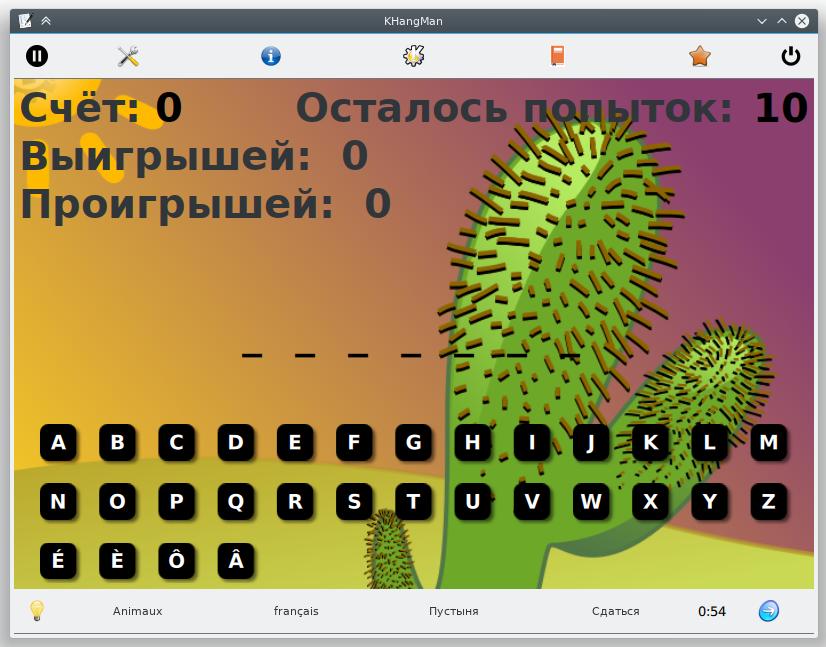 KHangMan
Счёт: 0 Осталось попыток: 10
Выигрышей: 0
Проигрышей: 0
_ _ _ _ _ _ _
A B C D E F G H I J K L M
N O P Q R S T U V W X Y Z
É È Ô Â
Animaux français Пустыня Сдаться 0:54